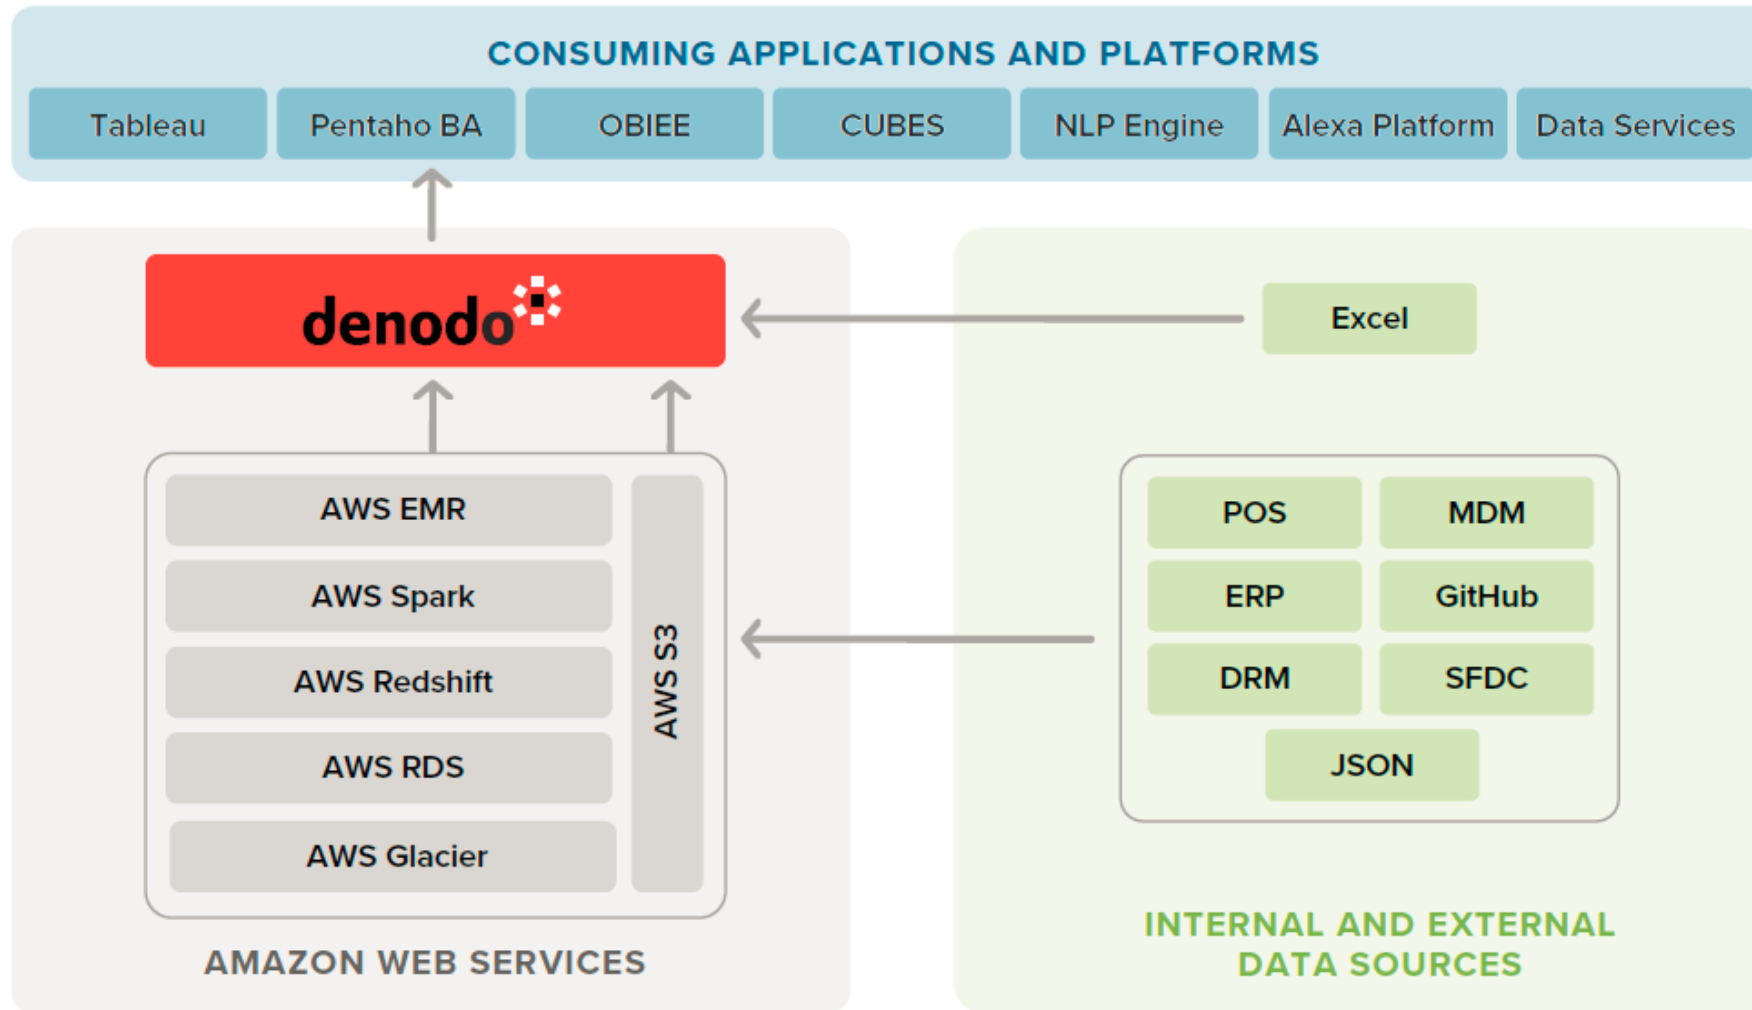 CONSUMING APPLICATIONS AND PLATFORMS
Tableau
Pentaho BA
OBIEE
CUBES
NLP Engine
Alexa Platform
Data Services
denodo
Excel
AWS EMR
AWS Spark
AWS Redshift
AWS RDS
AWS Glacier
AWS S3
POS
MDM
ERP
GitHub
DRM
SFDC
JSON
AMAZON WEB SERVICES
INTERNAL AND EXTERNAL
DATA SOURCES